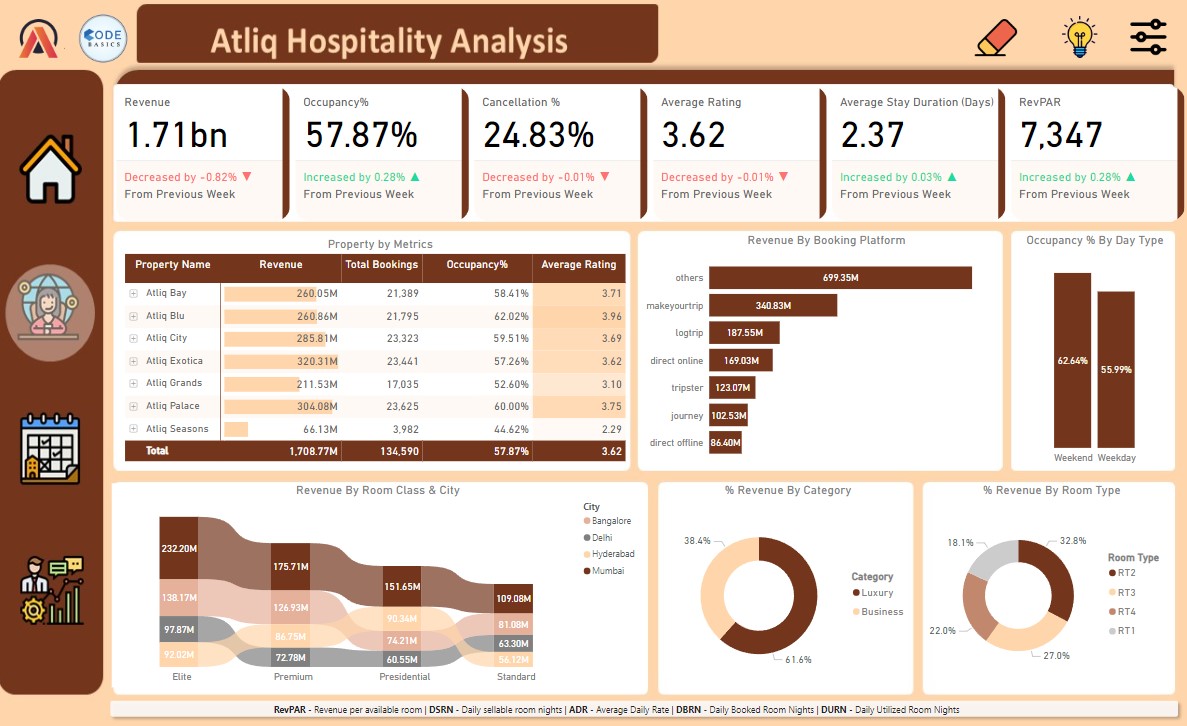 CODE
BASICS
Atliq Hospitality Analysis
Revenue
1.71bn
Decreased by -0.82% ▼
From Previous Week
Occupancy%
57.87%
Increased by 0.28% ▲
From Previous Week
Cancellation %
24.83%
Decreased by -0.01% ▼
From Previous Week
Average Rating
3.62
Decreased by -0.01% ▼
From Previous Week
Average Stay Duration (Days)
2.37
Increased by 0.03% ▲
From Previous Week
RevPAR
7,347
Increased by 0.28% ▲
From Previous Week
Property by Metrics
Property Name Revenue Total Bookings Occupancy% Average Rating
Atliq Bay 260.05M 21,389 58.41% 3.71
Atliq Blu 260.86M 21,795 62.02% 3.96
Atliq City 285.81M 23,323 59.51% 3.69
Atliq Exotica 320.31M 23,441 57.26% 3.62
Atliq Grands 211.53M 17,035 52.60% 3.10
Atliq Palace 304.08M 23,625 60.00% 3.75
Atliq Seasons 66.13M 3,982 44.62% 2.29
Total 1,708.77M 134,590 57.87% 3.62
Revenue By Booking Platform
others 699.35M
makeyourtrip 340.83M
logtrip 187.55M
direct online 169.03M
tripster 123.07M
journey 102.53M
direct offline 86.40M
Occupancy % By Day Type
62.64% 55.99%
Weekend Weekday
Revenue By Room Class & City
232.20M
138.17M
97.87M
92.02M
Elite
175.71M
126.93M
86.75M
72.78M
Premium
151.65M
90.34M
74.21M
60.55M
Presidential
109.08M
81.08M
63.30M
56.12M
Standard
City
Bangalore
Delhi
Hyderabad
Mumbai
% Revenue By Category
38.4%
61.6%
Category
Luxury
Business
% Revenue By Room Type
18.1%
32.8%
22.0%
27.0%
Room Type
RT2
RT3
RT4
RT1
RevPAR - Revenue per available room | DSRN - Daily sellable room nights | ADR - Average Daily Rate | DBRN - Daily Booked Room Nights | DURN - Daily Utilized Room Nights